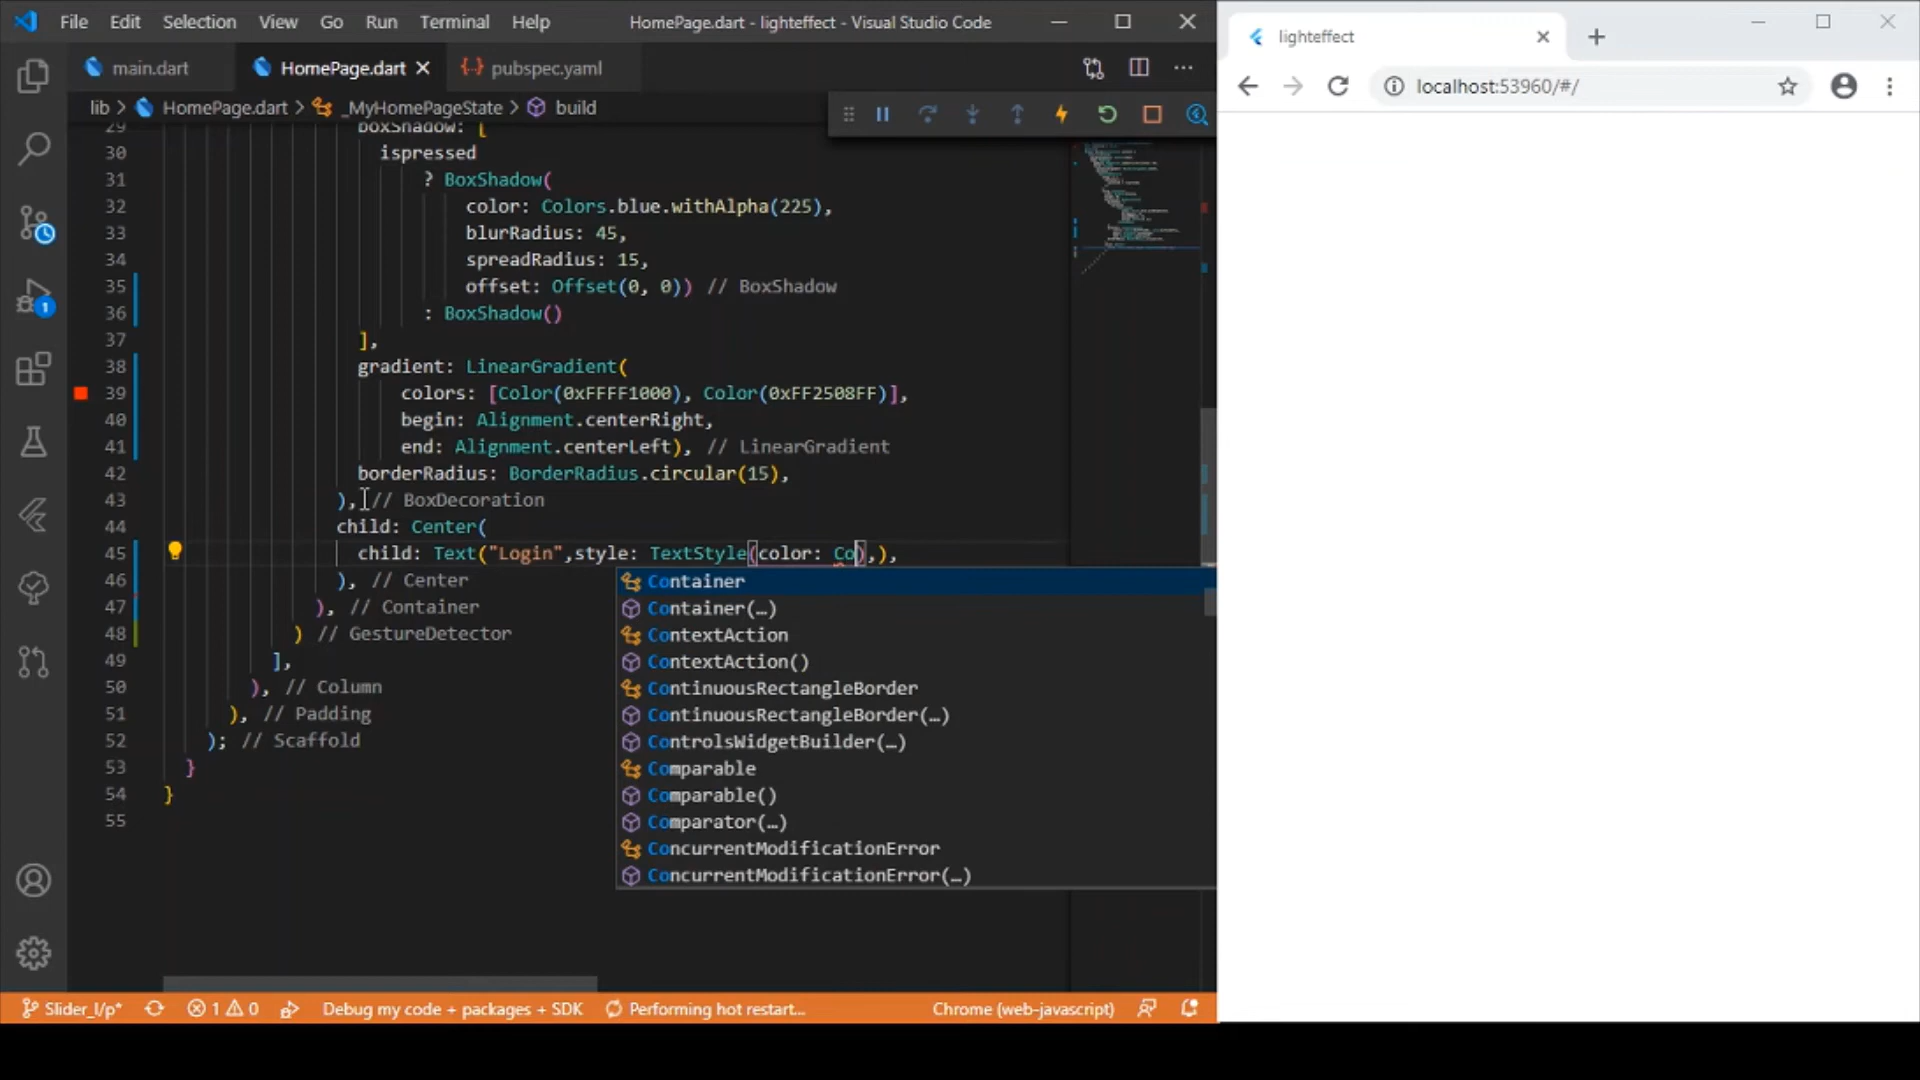 File Edit Selection View Go Run Terminal Help HomePage.dart - lighteffect - Visual Studio Code
main.dart HomePage.dart pubspec.yaml
lib > HomePage.dart > _MyHomePageState > build
29 boxShadow: [
30 ispressed
31 ? BoxShadow(
32 color: Colors.blue.withAlpha(225),
33 blurRadius: 45,
34 spreadRadius: 15,
35 offset: Offset(0, 0)) // BoxShadow
36 : BoxShadow()
37 ],
38 gradient: LinearGradient(
39 colors: [Color(0xFFFF1000), Color(0xFF2508FF)],
40 begin: Alignment.centerRight,
41 end: Alignment.centerLeft), // LinearGradient
42 borderRadius: BorderRadius.circular(15),
43 ), // BoxDecoration
44 child: Center(
45 child: Text("Login",style: TextStyle(color: Co),),
46 ), // Center
47 ), // Container
48 ) // GestureDetector
49 ],
50 ), // Column
51 ), // Padding
52 ); // Scaffold
53 }
54 }
55
Container
Container(…)
ContextAction
ContextAction()
ContinuousRectangleBorder
ContinuousRectangleBorder(…)
ControlsWidgetBuilder(…)
Comparable
Comparable()
Comparator(…)
ConcurrentModificationError
ConcurrentModificationError(…)
1
Slider_I/p* 1 0 Debug my code + packages + SDK Performing hot restart... Chrome (web-javascript)
lighteffect
localhost:53960/#/